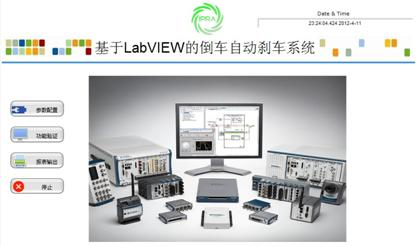 IPRA
Date & Time
23:24:04.424 2012-4-11
基于LabVIEW的倒车自动刹车系统
参数配置
功能验证
报表输出
停止